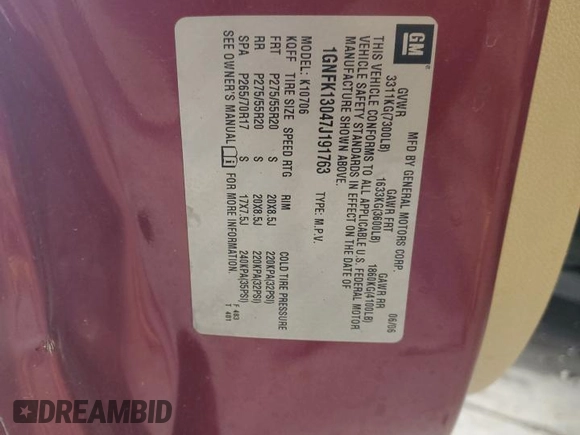 GM
MFD BY GENERAL MOTORS CORP. 06/06
GVWR GAWR FRT GAWR RR
3311KG(7300LB) 1633KG(3600LB) 1860KG(4100LB)
THIS VEHICLE CONFORMS TO ALL APPLICABLE U.S. FEDERAL MOTOR
VEHICLE SAFETY STANDARDS IN EFFECT ON THE DATE OF
MANUFACTURE SHOWN ABOVE.
1GNFK13047J191763 TYPE: M.P.V.
MODEL: K10706
KQFF TIRE SIZE SPEED RTG RIM COLD TIRE PRESSURE
FRT P275/55R20 S 20X8.5J 220KPA(32PSI)
RR P275/55R20 S 20X8.5J 220KPA(32PSI)
SPA P265/70R17 S 17X7.5J 240KPA(35PSI)
SEE OWNER'S MANUAL i FOR MORE INFORMATION.
F 483
1 401
DREAMBID